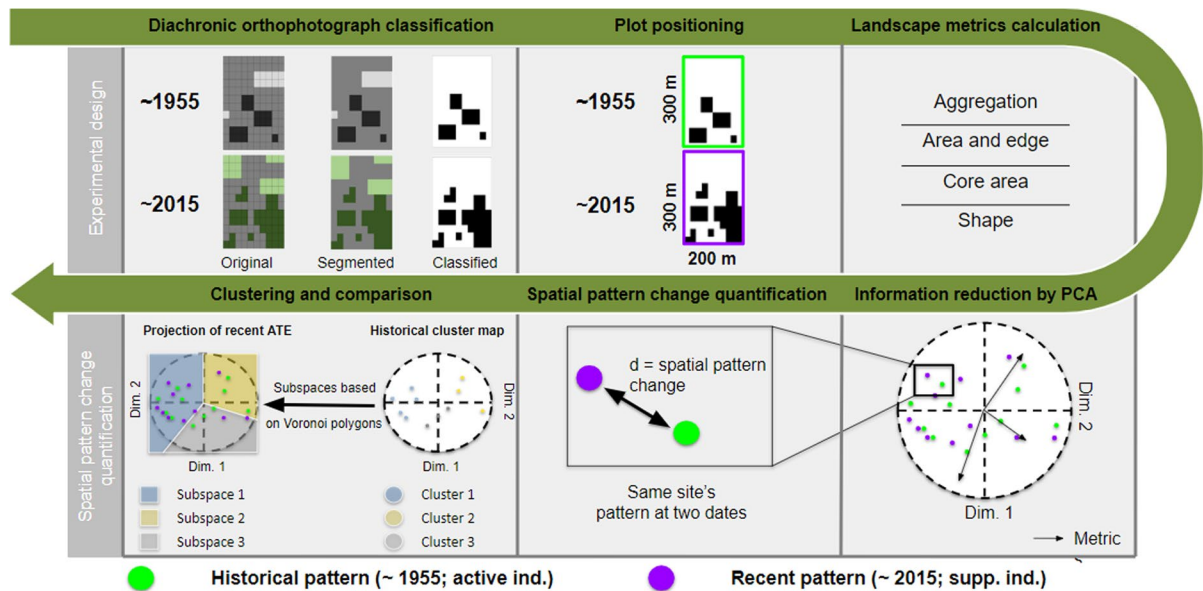 Diachronic orthophotograph classification
Plot positioning
Landscape metrics calculation
Experimental design
~1955
~2015
Original
Segmented
Classified
~1955
300 m
~2015
300 m
200 m
Aggregation
Area and edge
Core area
Shape
Clustering and comparison
Spatial pattern change quantification
Information reduction by PCA
Spatial pattern change
quantification
Projection of recent ATE
Historical cluster map
Dim. 2
Dim. 1
Subspaces based
on Voronoi polygons
Dim. 2
Dim. 1
Subspace 1
Subspace 2
Subspace 3
Cluster 1
Cluster 2
Cluster 3
d = spatial pattern
change
Same site's
pattern at two dates
Dim. 2
Dim. 1
Metric
Historical pattern (~ 1955; active ind.)
Recent pattern (~ 2015; supp. ind.)